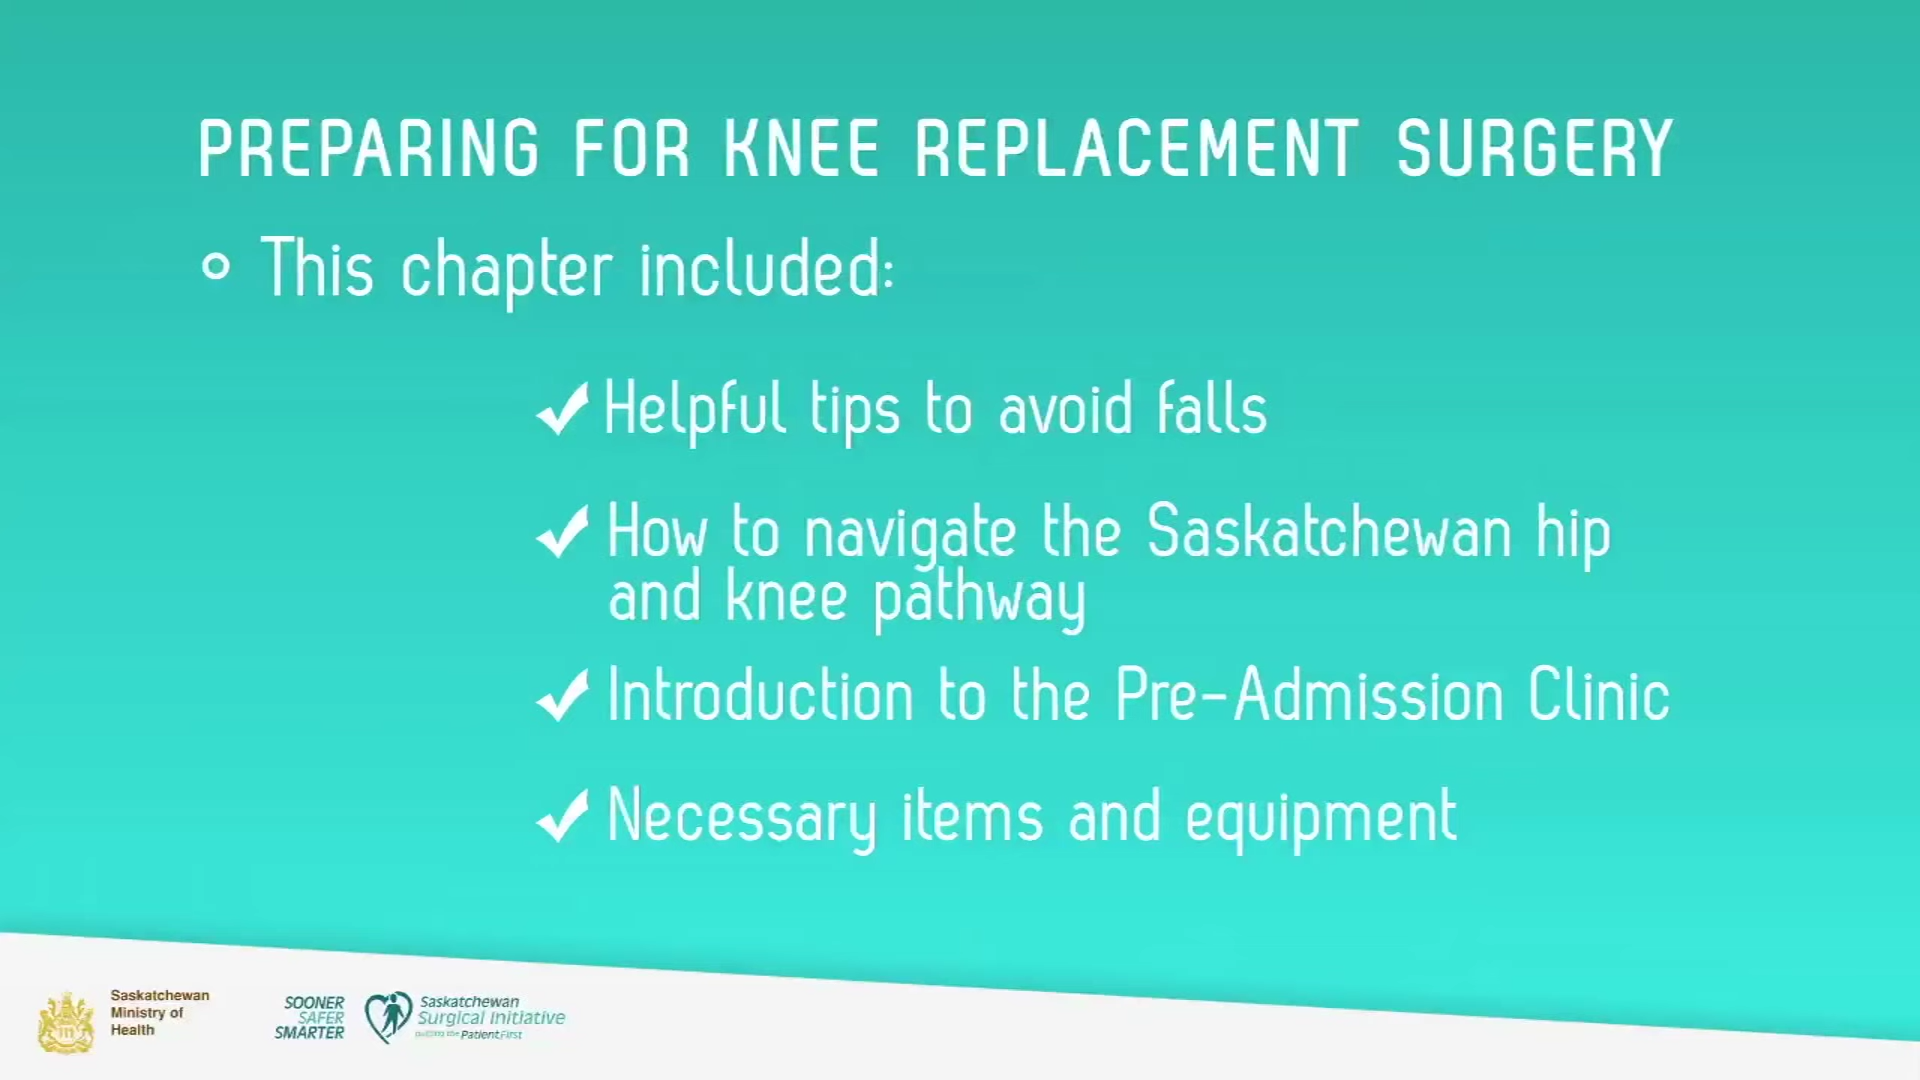 PREPARING FOR KNEE REPLACEMENT SURGERY
This chapter included:
Helpful tips to avoid falls
How to navigate the Saskatchewan hip
and knee pathway
Introduction to the Pre-Admission Clinic
Necessary items and equipment
Saskatchewan
Ministry of
Health
SOONER
SAFER
SMARTER
Saskatchewan
Surgical Initiative
putting the Patient First